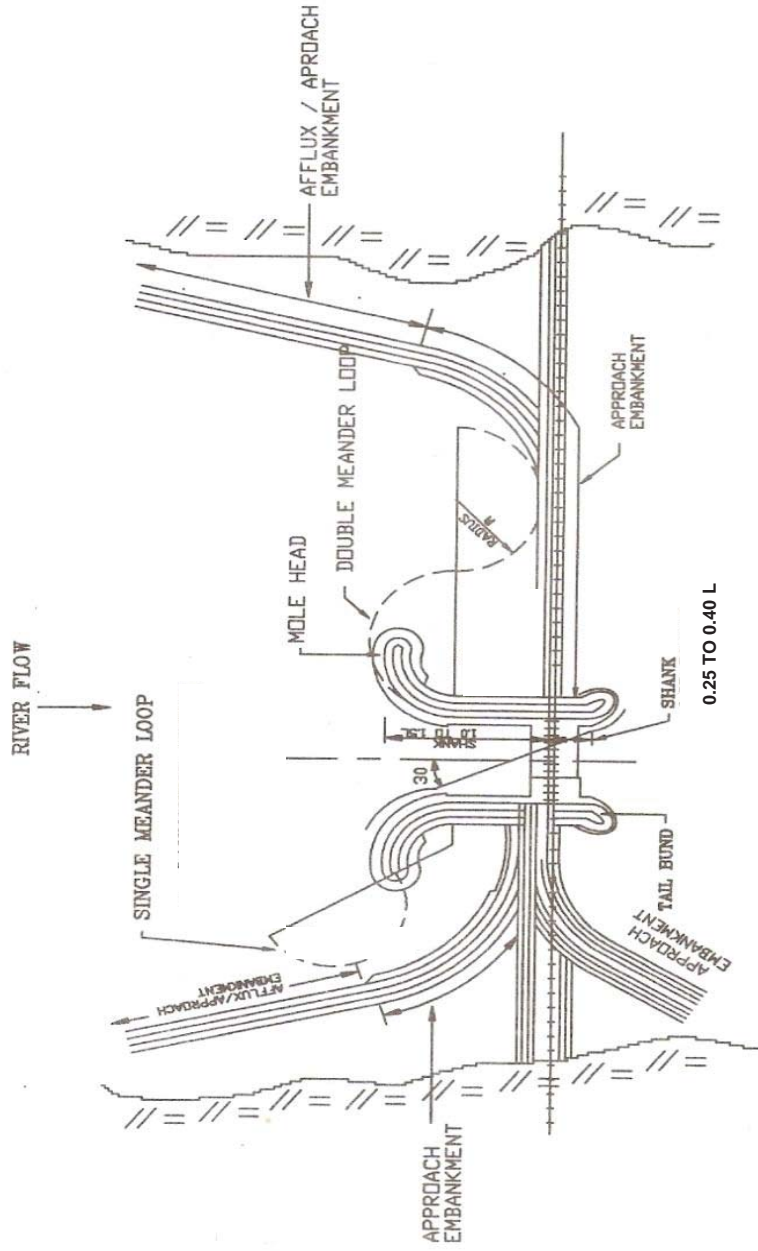 RIVER FLOW
SINGLE MEANDER LOOP
AFFLUX / APROACH
EMBANKMENT
MOLE HEAD
DOUBLE MEANDER LOOP
RADIUS
R
30
SHANK
1.0 TO 1.5L
AFFLUX/APPROACH
EMBANKMENT
APPROACH
EMBANKMENT
APPROACH
EMBANKMENT
SHANK
0.25 TO 0.40 L
TAIL BUND
APPROACH
EMBANKMENT